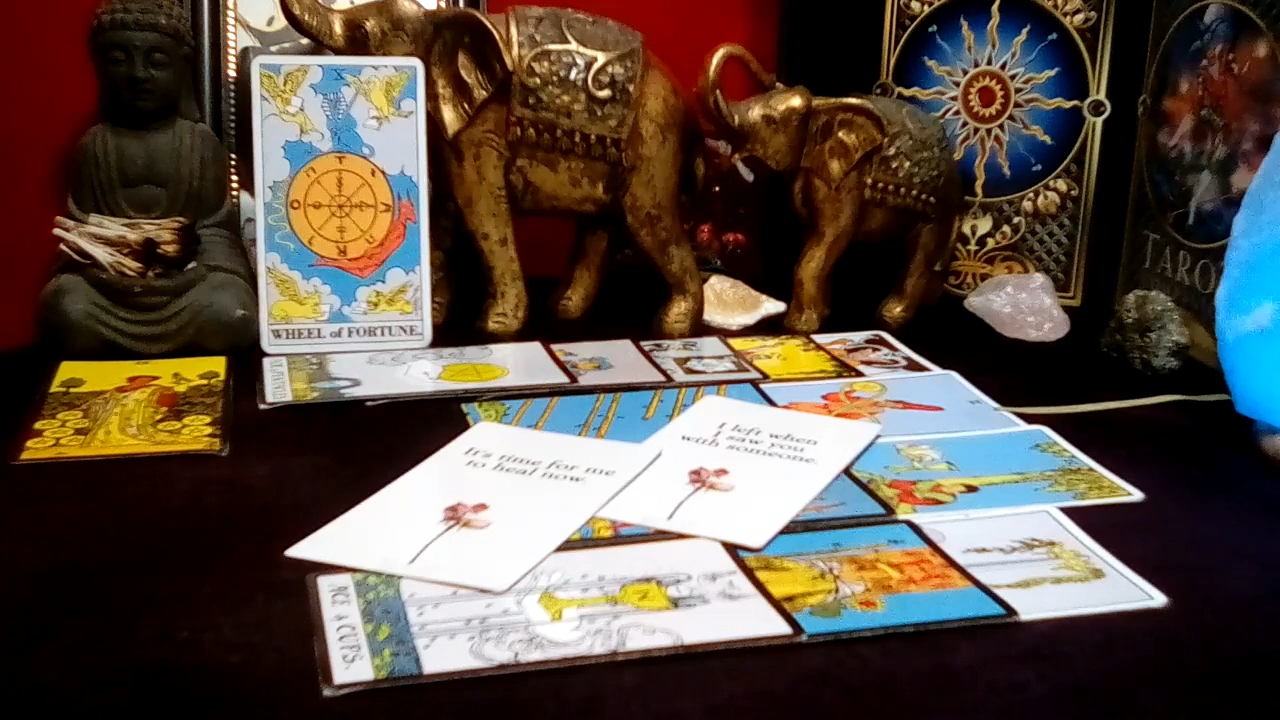 X
WHEEL of FORTUNE.
TARO
It's time for me
to heal now.
I left when
I saw you
with someone.
ACE of CUPS.